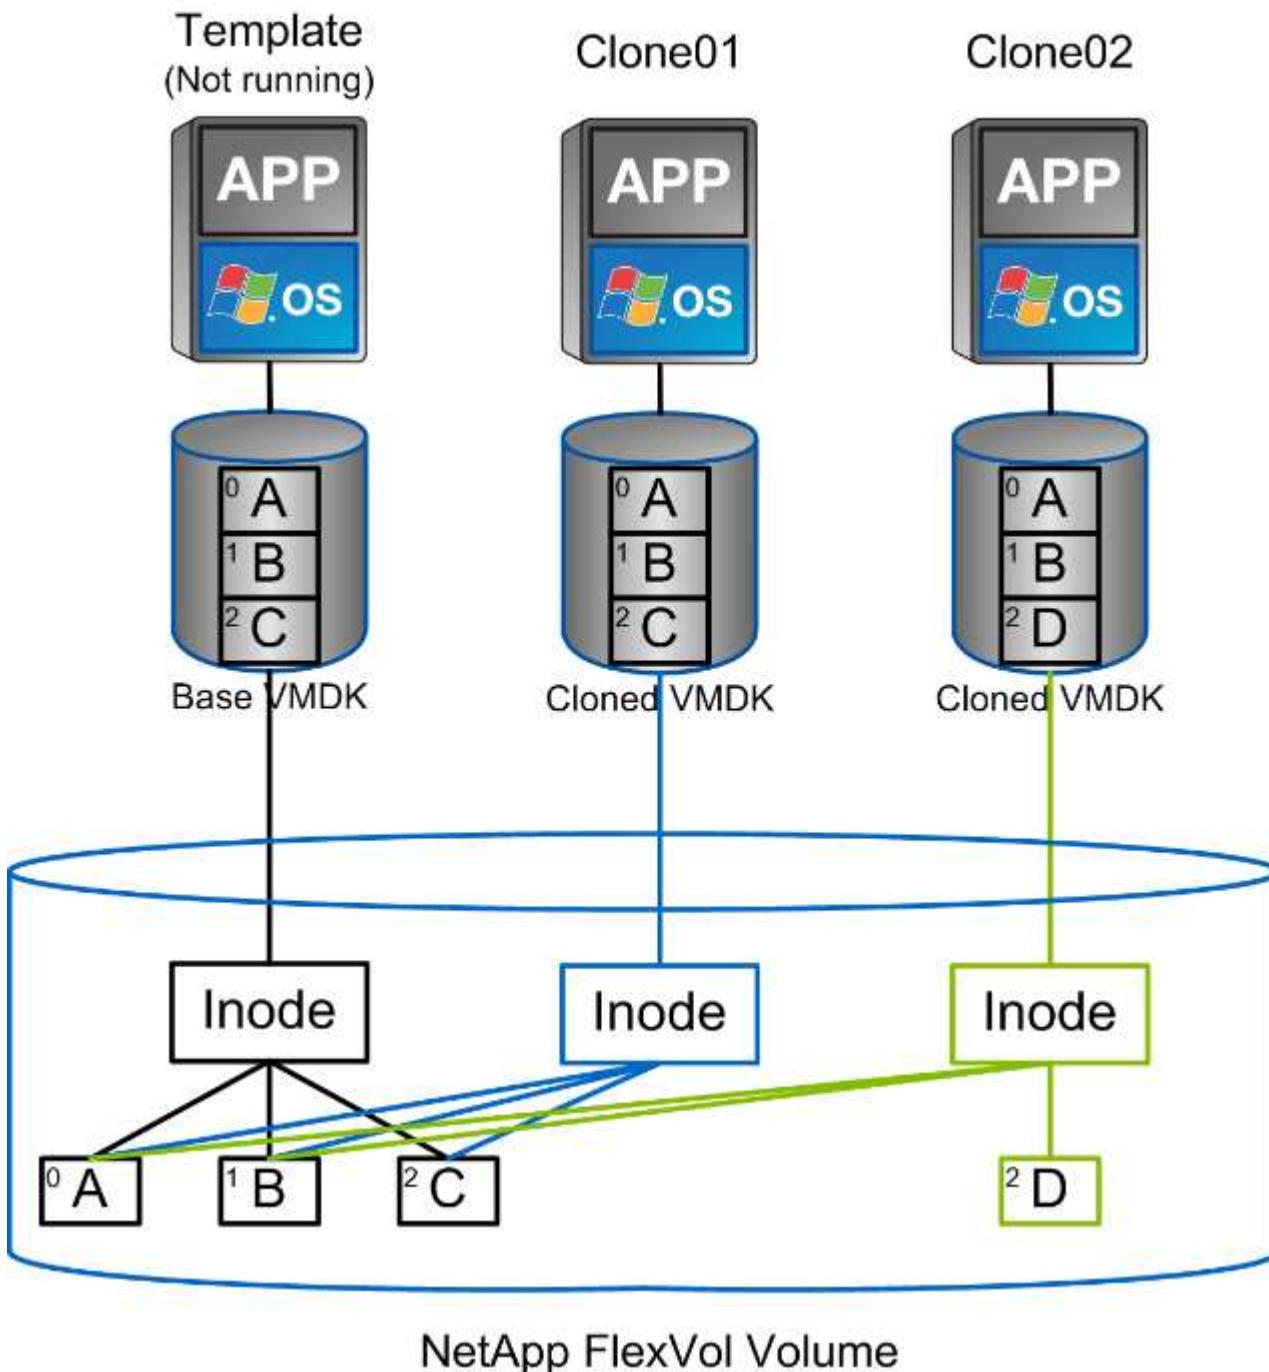 Template
(Not running)
Clone01
Clone02
APP
APP
APP
OS
OS
OS
0 A
1 B
2 C
0 A
1 B
2 C
0 A
1 B
2 D
Base VMDK
Cloned VMDK
Cloned VMDK
Inode
Inode
Inode
0 A
1 B
2 C
2 D
NetApp FlexVol Volume